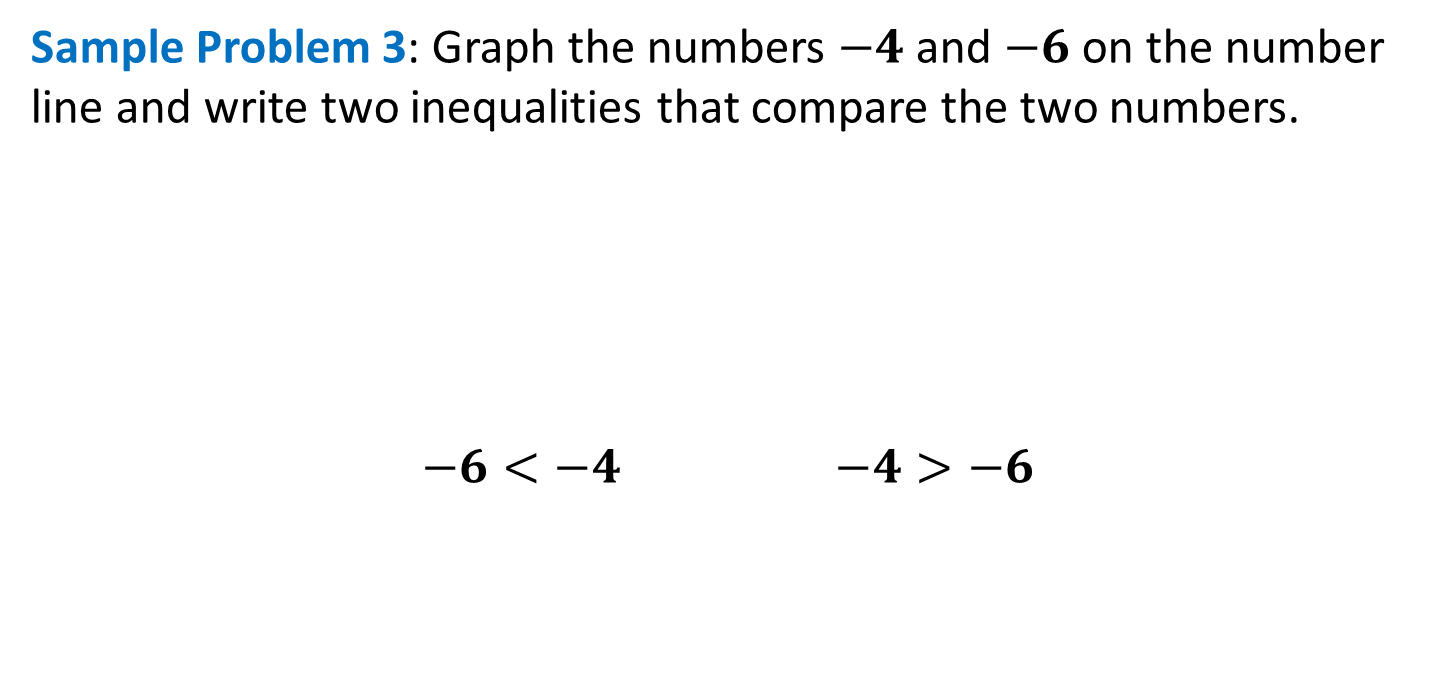 Sample Problem 3: Graph the numbers −4 and −6 on the number
line and write two inequalities that compare the two numbers.
−6 < −4 −4 > −6